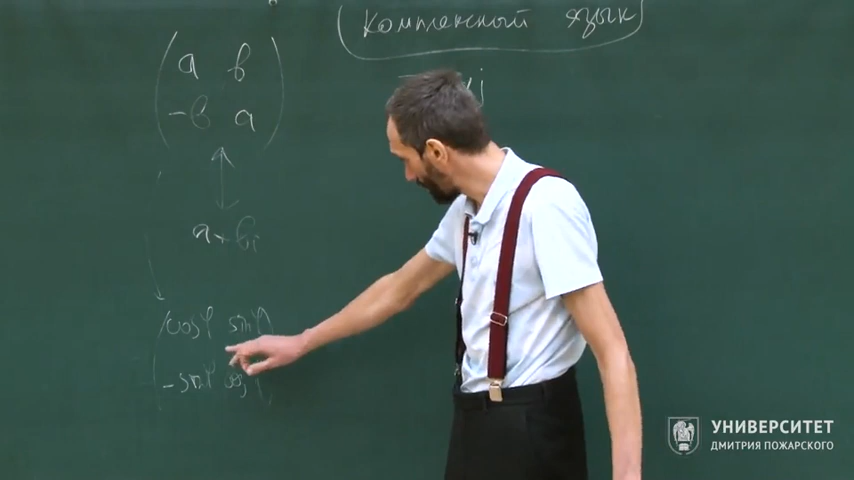 Комплексный язык
a b
-b a
a + bi
cos φ sin φ
-sin φ cos φ
УНИВЕРСИТЕТ
ДМИТРИЯ ПОЖАРСКОГО